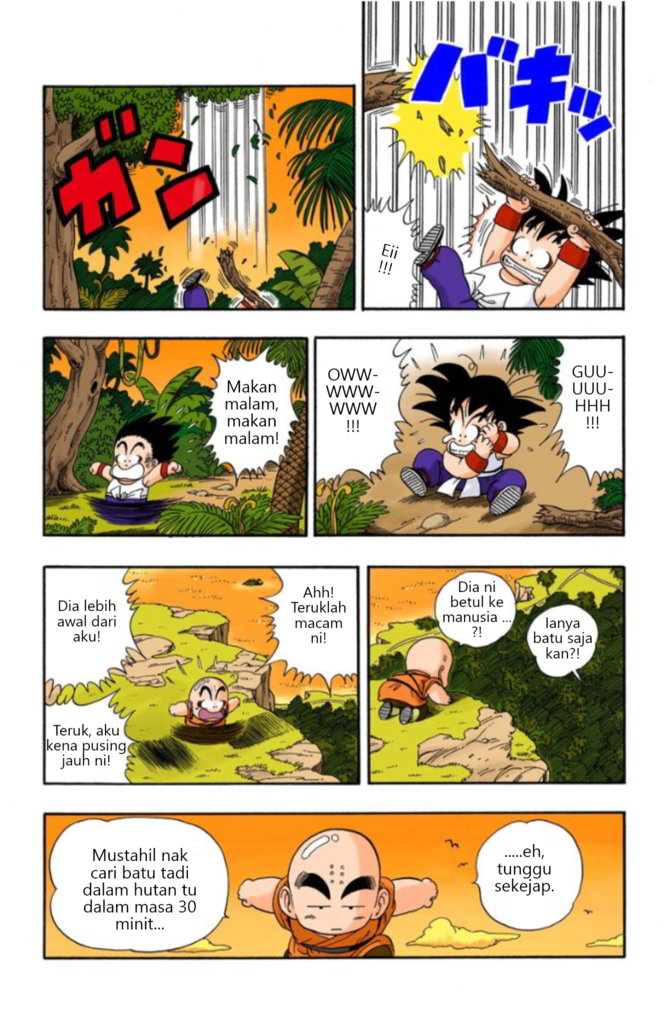 バキッ
Eii
!!!
ガン
GUU-
UUU-
HHH
!!!
OWW-
WWW-
WWW
!!!
Makan
malam,
makan
malam!
Dia ni
betul ke
manusia ...
?!
Ianya
batu saja
kan?!
Ahh!
Teruklah
macam
ni!
Dia lebih
awal dari
aku!
Teruk, aku
kena pusing
jauh ni!
.....eh,
tunggu
sekejap.
Mustahil nak
cari batu tadi
dalam hutan tu
dalam masa 30
minit...